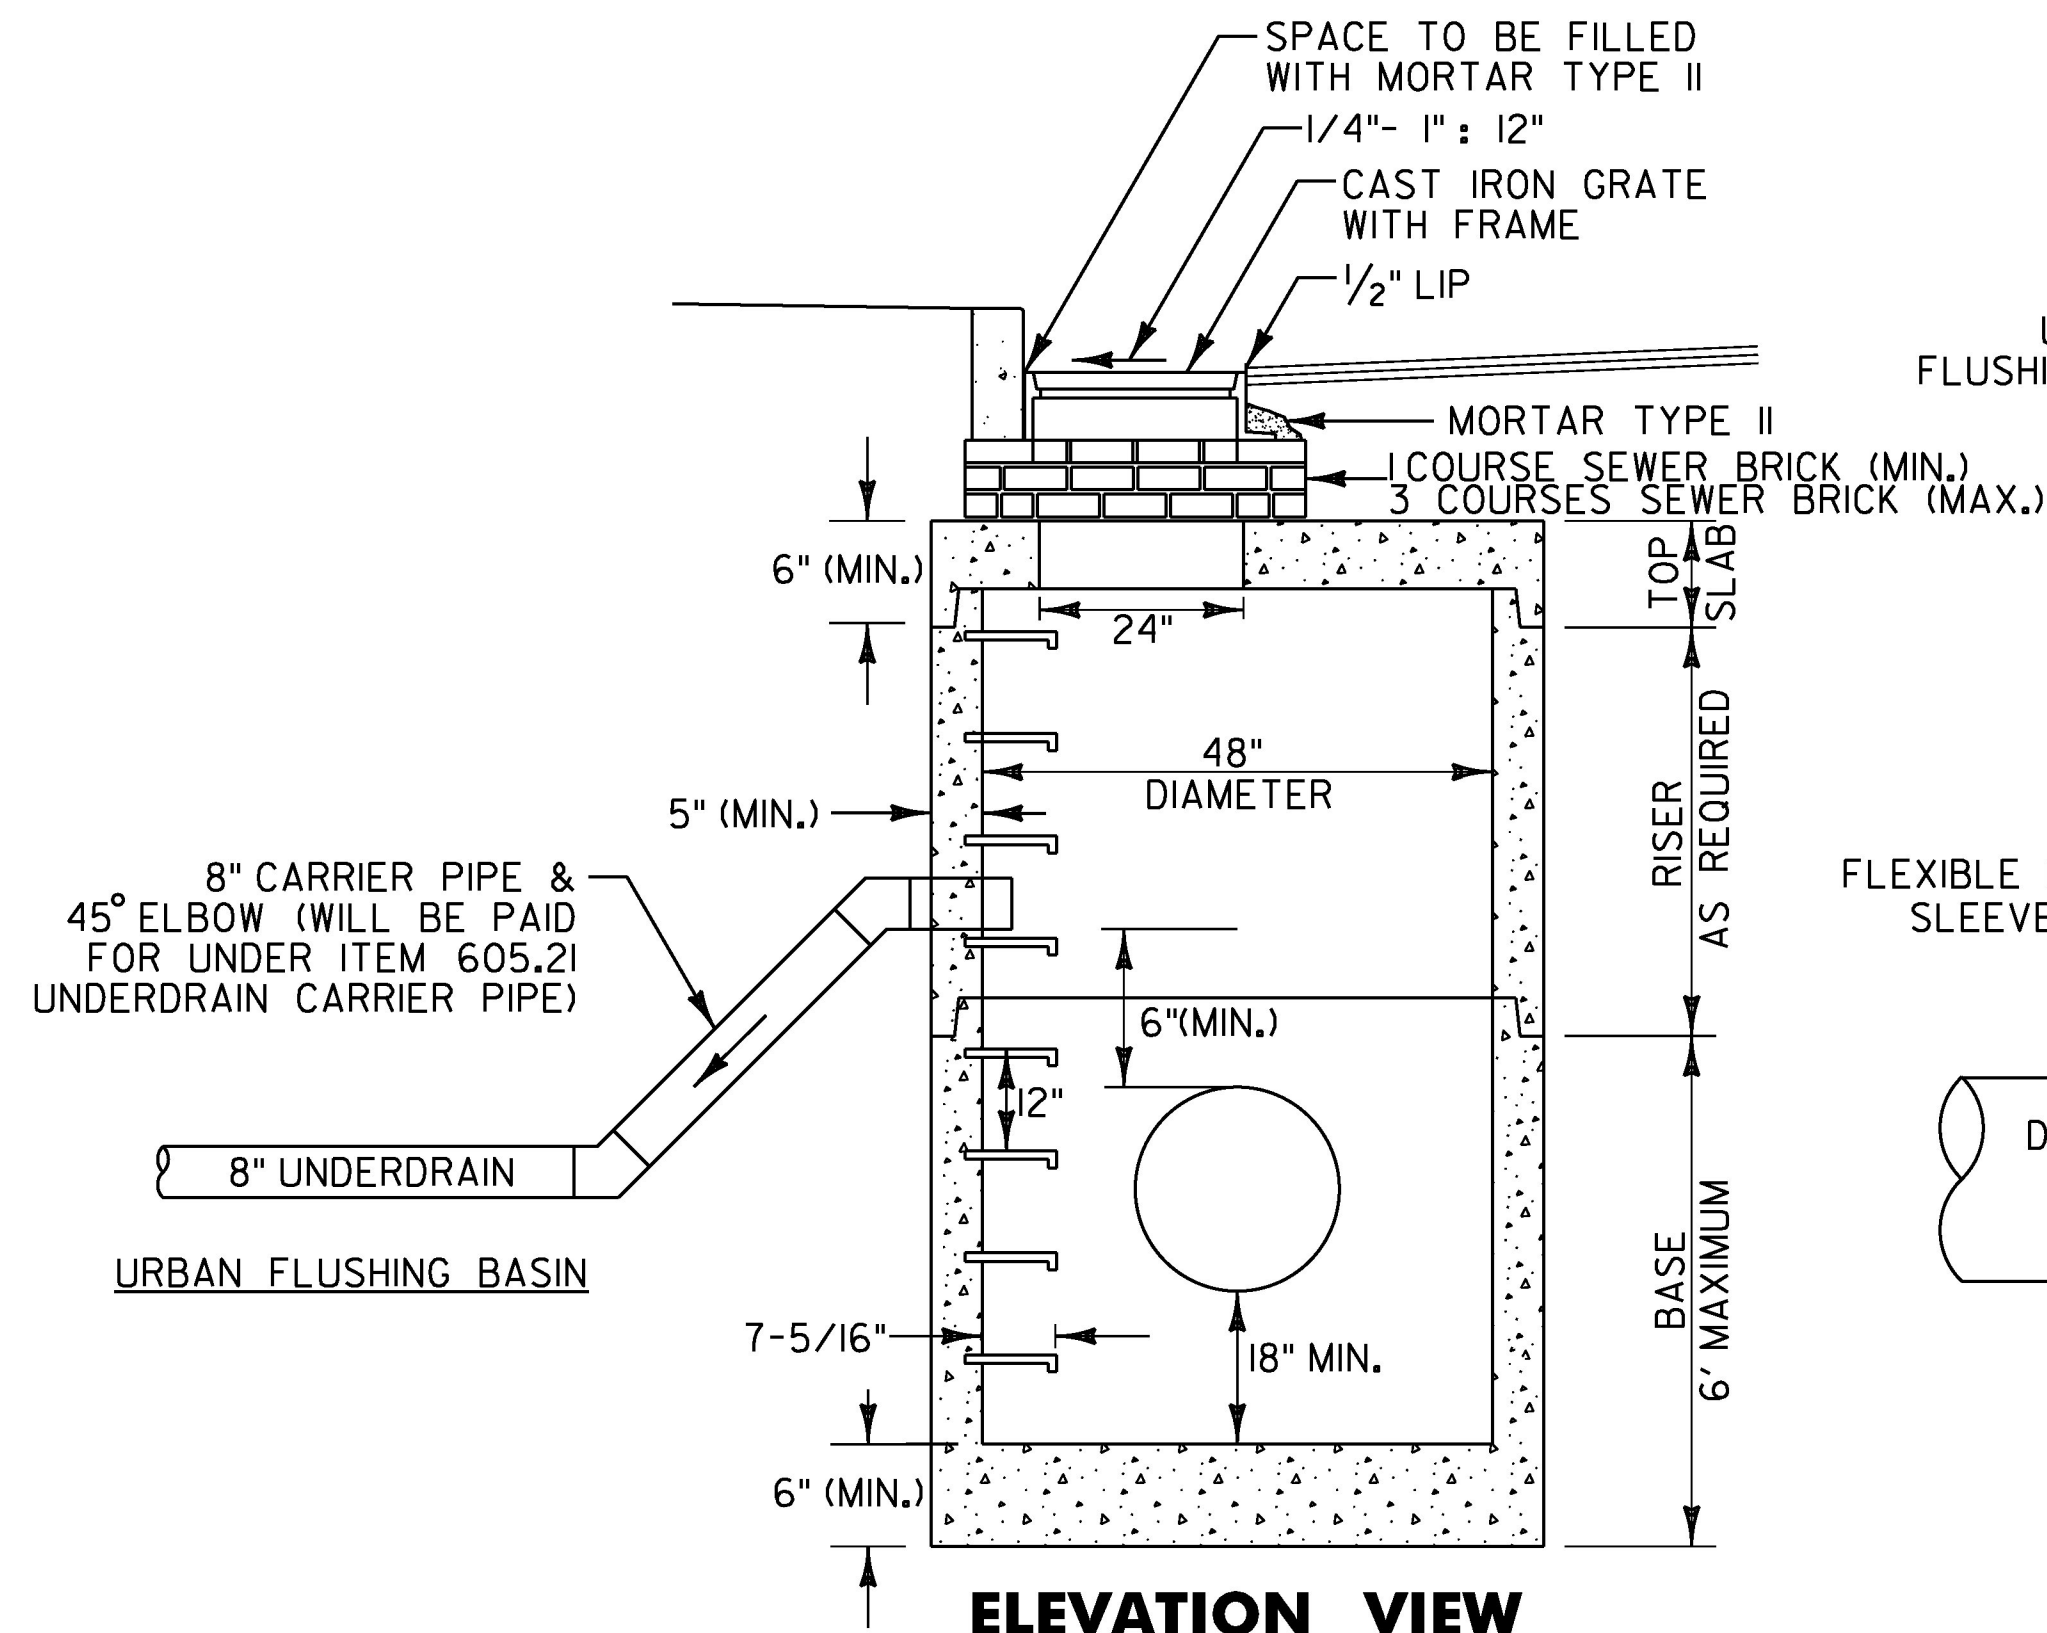 SPACE TO BE FILLED
WITH MORTAR TYPE II
1/4"- 1" : 12"
CAST IRON GRATE
WITH FRAME
1/2" LIP
FLUSHI
MORTAR TYPE II
1 COURSE SEWER BRICK (MIN.)
3 COURSES SEWER BRICK (MAX.)
6" (MIN.)
TOP
SLAB
24"
48"
DIAMETER
5" (MIN.)
RISER
AS REQUIRED
8" CARRIER PIPE &
45° ELBOW (WILL BE PAID
FOR UNDER ITEM 605.21
UNDERDRAIN CARRIER PIPE)
FLEXIBLE
SLEEVE
6"(MIN.)
12"
D
8" UNDERDRAIN
URBAN FLUSHING BASIN
BASE
6' MAXIMUM
7-5/16"
18" MIN.
6" (MIN.)
ELEVATION VIEW